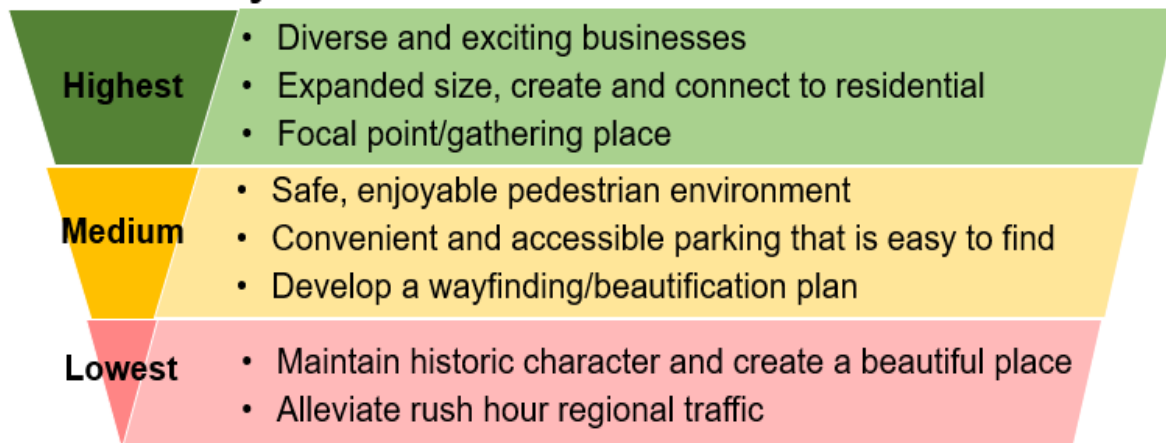 Highest
• Diverse and exciting businesses
• Expanded size, create and connect to residential
• Focal point/gathering place
Medium
• Safe, enjoyable pedestrian environment
• Convenient and accessible parking that is easy to find
• Develop a wayfinding/beautification plan
Lowest
• Maintain historic character and create a beautiful place
• Alleviate rush hour regional traffic